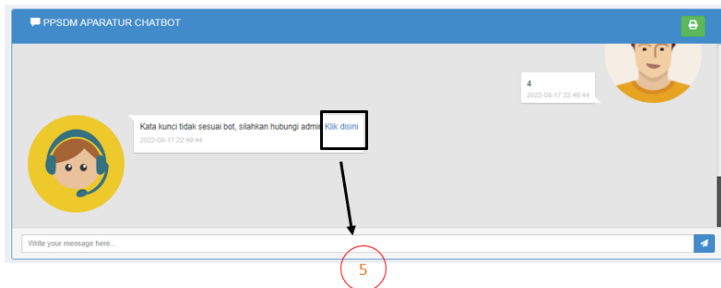 PPSDM APARATUR CHATBOT
4
2022-06-17 22:49:44
Kata kunci tidak sesuai bot, silahkan hubungi admin Klik disini
2022-06-17 22:49:44
Write your message here...
5